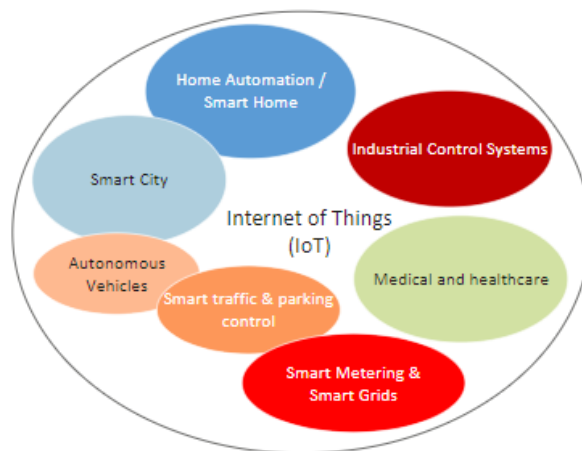 Home Automation /
Smart Home
Industrial Control Systems
Smart City
Internet of Things
(IoT)
Autonomous
Vehicles
Medical and healthcare
Smart traffic & parking
control
Smart Metering &
Smart Grids